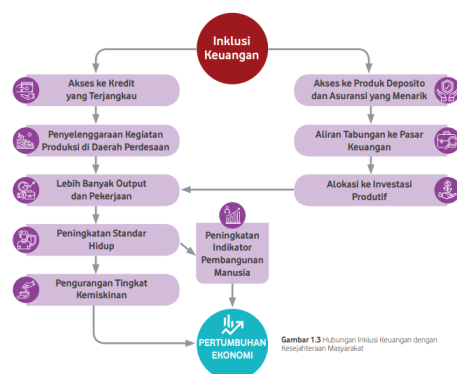 Inklusi
Keuangan
Akses ke Kredit
yang Terjangkau
Akses ke Produk Deposito
dan Asuransi yang Menarik
Penyelenggaraan Kegiatan
Produksi di Daerah Perdesaan
Aliran Tabungan ke Pasar
Keuangan
Lebih Banyak Output
dan Pekerjaan
Alokasi ke Investasi
Produtif
Peningkatan Standar
Hidup
Peningkatan
Indikator
Pembangunan
Manusia
Pengurangan Tingkat
Kemiskinan
PERTUMBUHAN
EKONOMI
Gambar 1.3 Hubungan Inklusi Keuangan dengan
Kesejahteraan Masyarakat